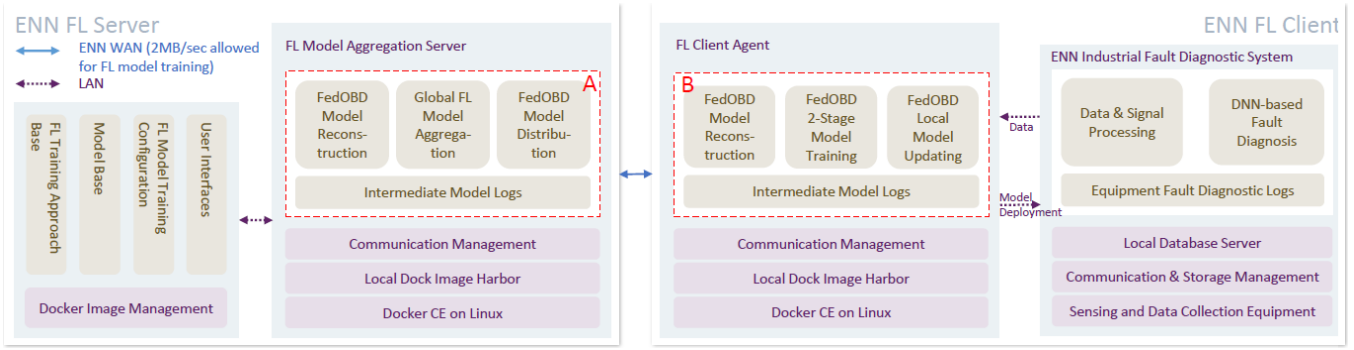 ENN FL Server
ENN WAN (2MB/sec allowed
for FL model training)
LAN
FL Training Approach
Base
Model Base
FL Model Training
Configuration
User Interfaces
Docker Image Management
FL Model Aggregation Server
A
FedOBD
Model
Recons-
truction
Global FL
Model
Aggrega-
tion
FedOBD
Model
Distribu-
tion
Intermediate Model Logs
Communication Management
Local Dock Image Harbor
Docker CE on Linux
ENN FL Client
FL Client Agent
B
FedOBD
Model
Recons-
truction
FedOBD
2-Stage
Model
Training
FedOBD
Local
Model
Updating
Intermediate Model Logs
Communication Management
Local Dock Image Harbor
Docker CE on Linux
Data
Model
Deployment
ENN Industrial Fault Diagnostic System
Data & Signal
Processing
DNN-based
Fault
Diagnosis
Equipment Fault Diagnostic Logs
Local Database Server
Communication & Storage Management
Sensing and Data Collection Equipment